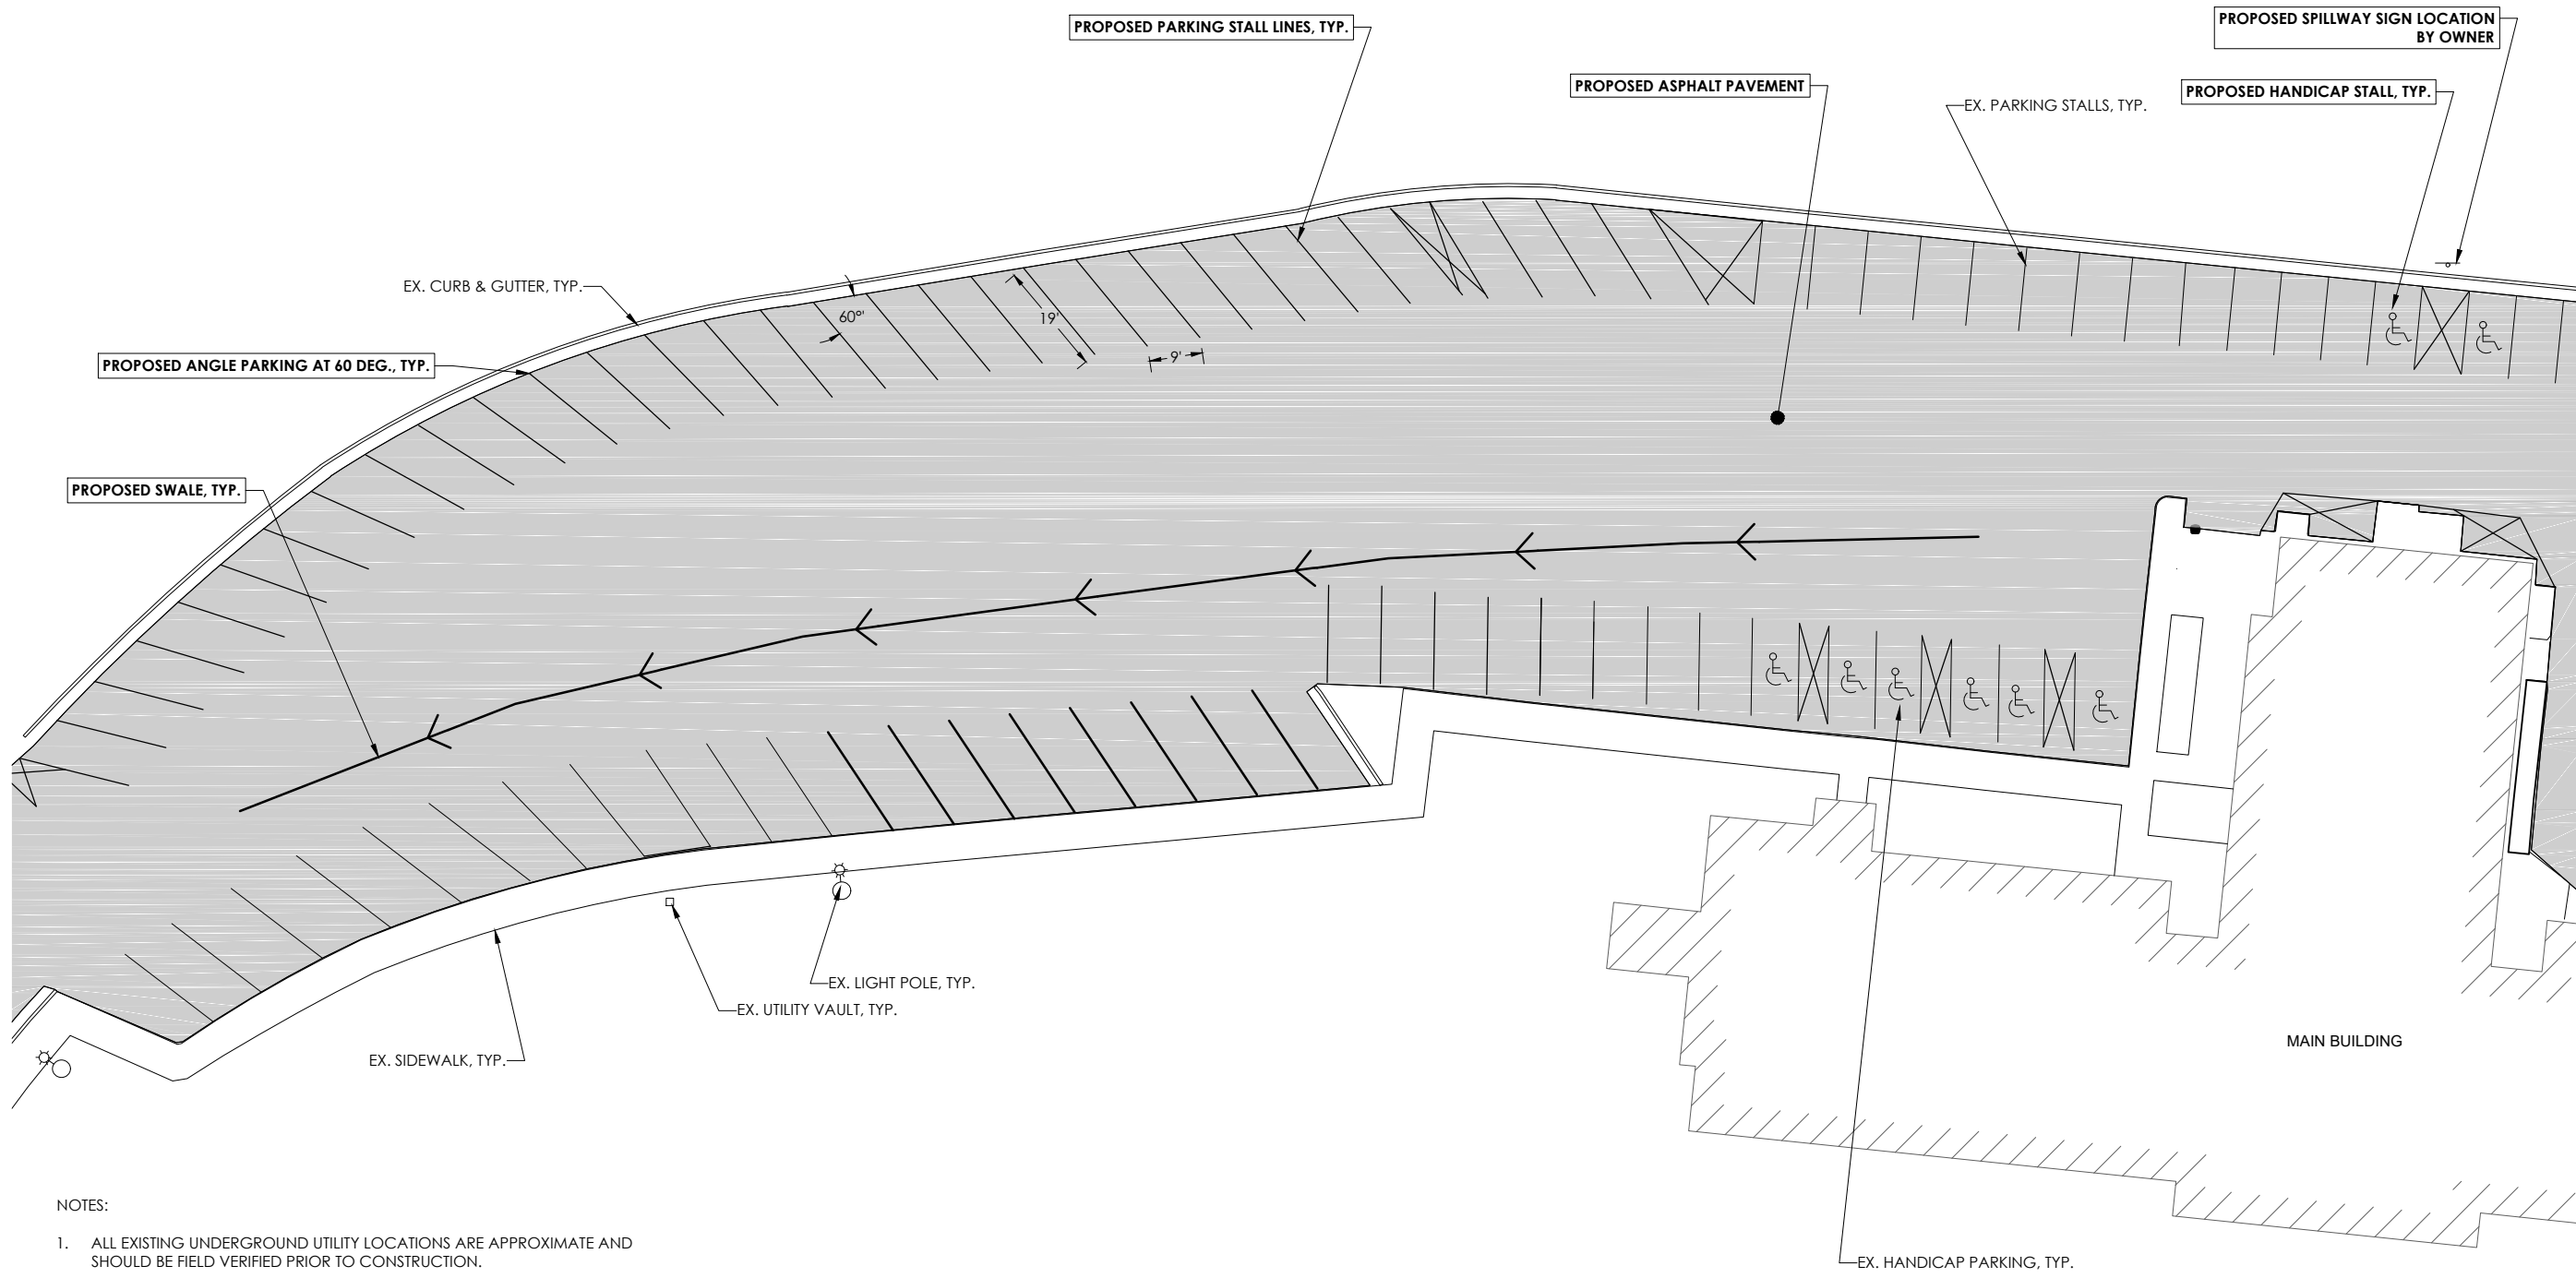 PROPOSED SPILLWAY SIGN LOCATION
BY OWNER
PROPOSED PARKING STALL LINES, TYP.
PROPOSED ASPHALT PAVEMENT
PROPOSED HANDICAP STALL, TYP.
EX. PARKING STALLS, TYP.
EX. CURB & GUTTER, TYP.
60°'
19'
9'
PROPOSED ANGLE PARKING AT 60 DEG., TYP.
PROPOSED SWALE, TYP.
EX. LIGHT POLE, TYP.
EX. UTILITY VAULT, TYP.
EX. SIDEWALK, TYP.
MAIN BUILDING
NOTES:
1. ALL EXISTING UNDERGROUND UTILITY LOCATIONS ARE APPROXIMATE AND
SHOULD BE FIELD VERIFIED PRIOR TO CONSTRUCTION.
EX. HANDICAP PARKING, TYP.